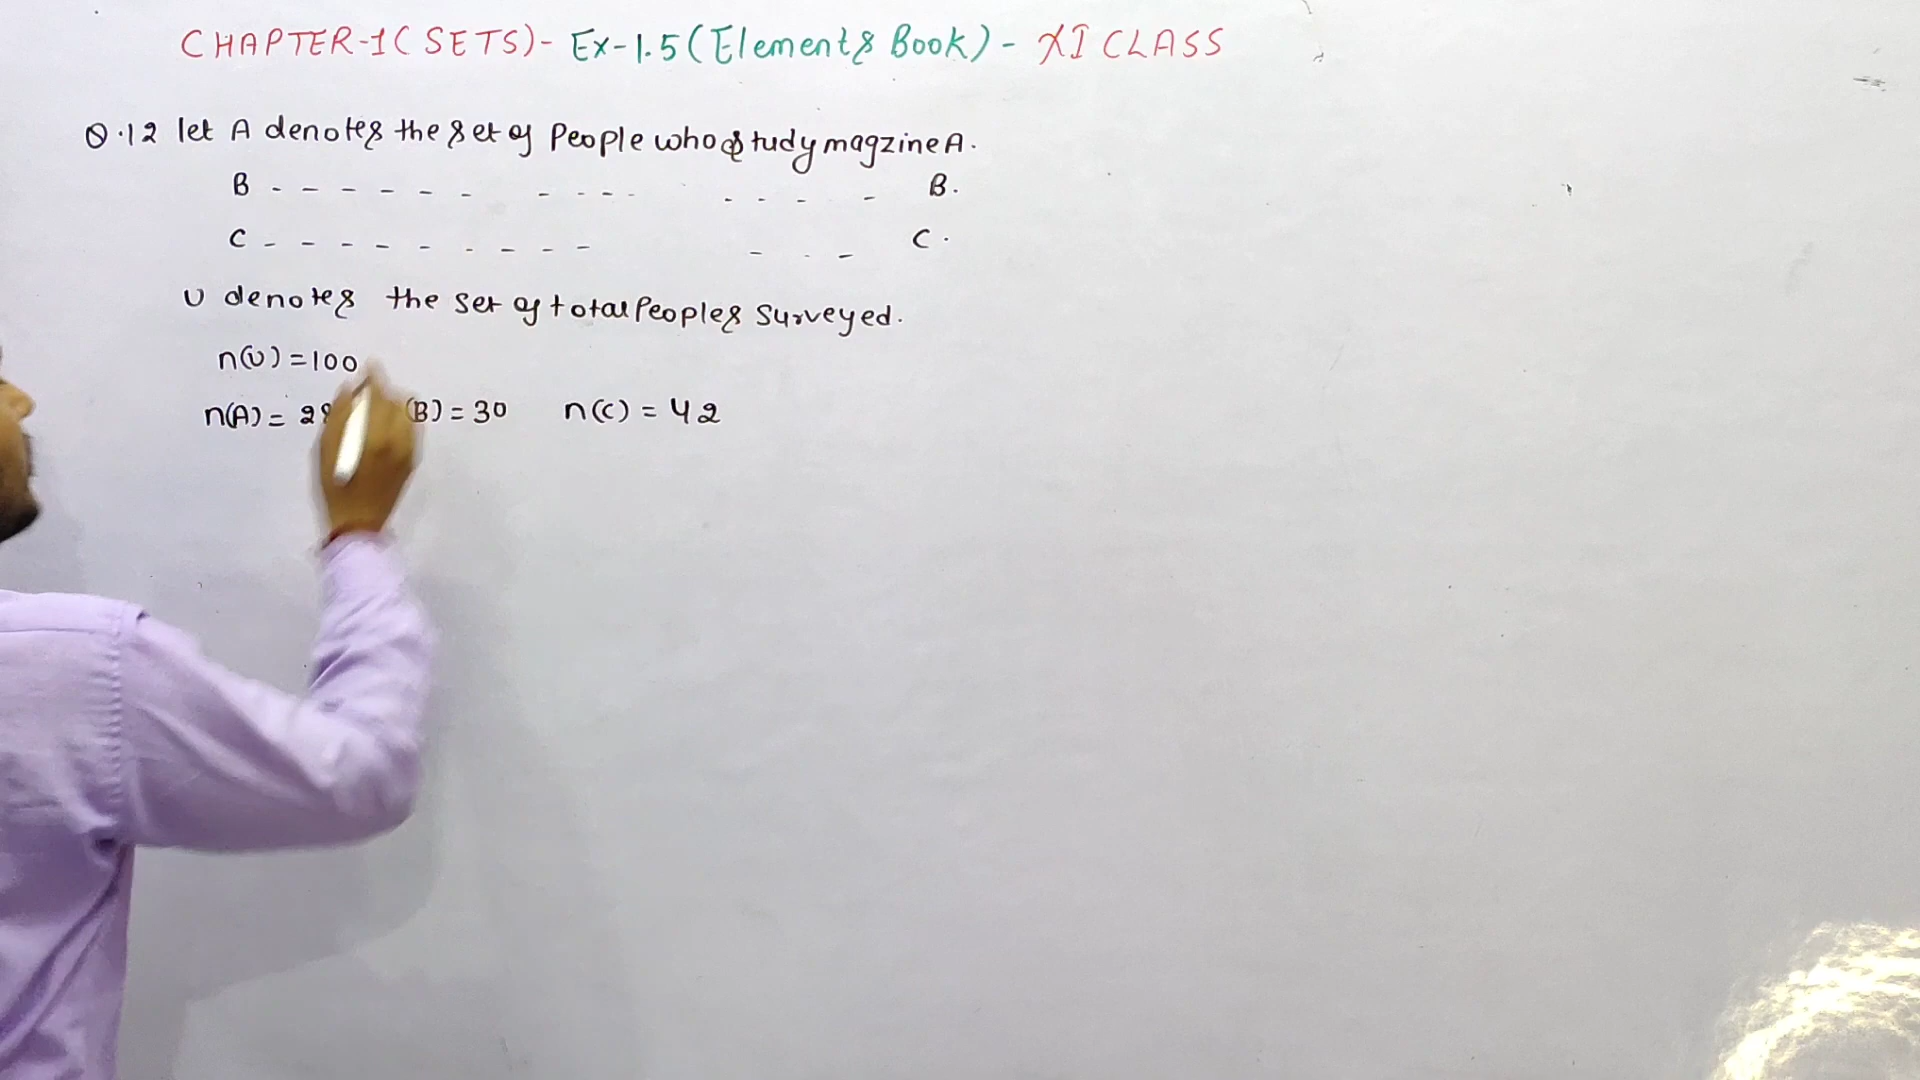 CHAPTER-1(SETS)- Ex-1.5(Elements Book)- XI CLASS
Q.12 let A denotes the set of People who study magzine A.
B - - - - - - - - - - - - - - B.
C - - - - - - - - - - - - C.
U denotes the set of total Peoples Surveyed.
n(U)=100
n(A)= 28 (B)=30 n(C)=42